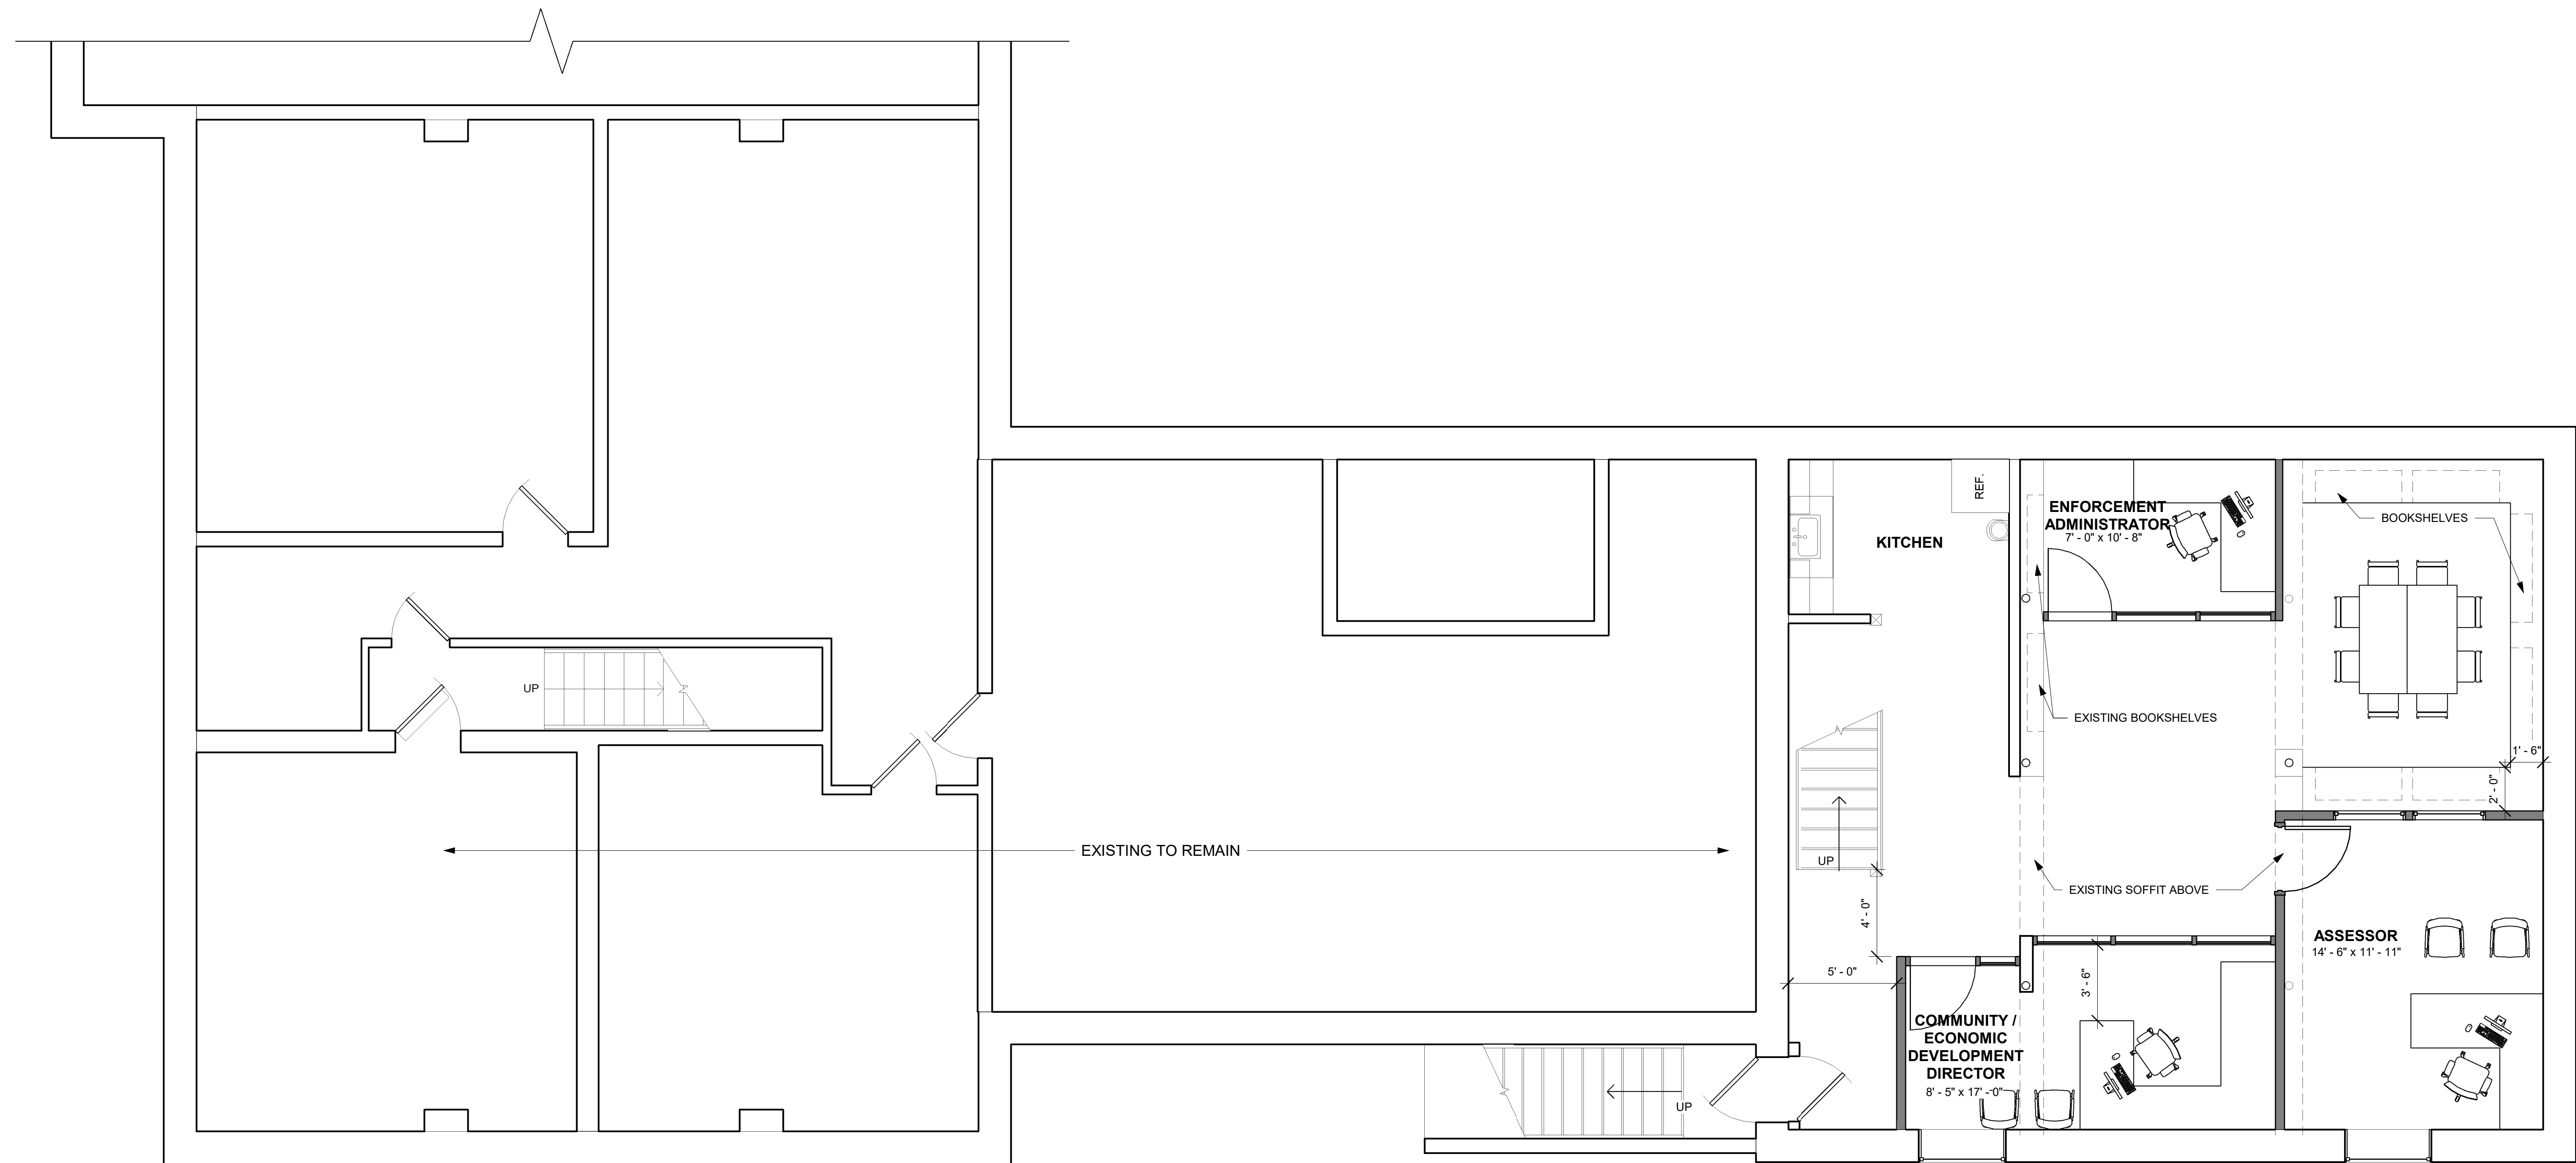 REF.
ENFORCEMENT
ADMINISTRATOR
7' - 0" x 10' - 8"
BOOKSHELVES
KITCHEN
UP
EXISTING BOOKSHELVES
1' - 6"
2' - 0"
EXISTING TO REMAIN
UP
EXISTING SOFFIT ABOVE
4' - 0"
ASSESSOR
14' - 6" x 11' - 11"
5' - 0"
3' - 6"
COMMUNITY /
ECONOMIC
DEVELOPMENT
DIRECTOR
8' - 5" x 17' - 0"
UP